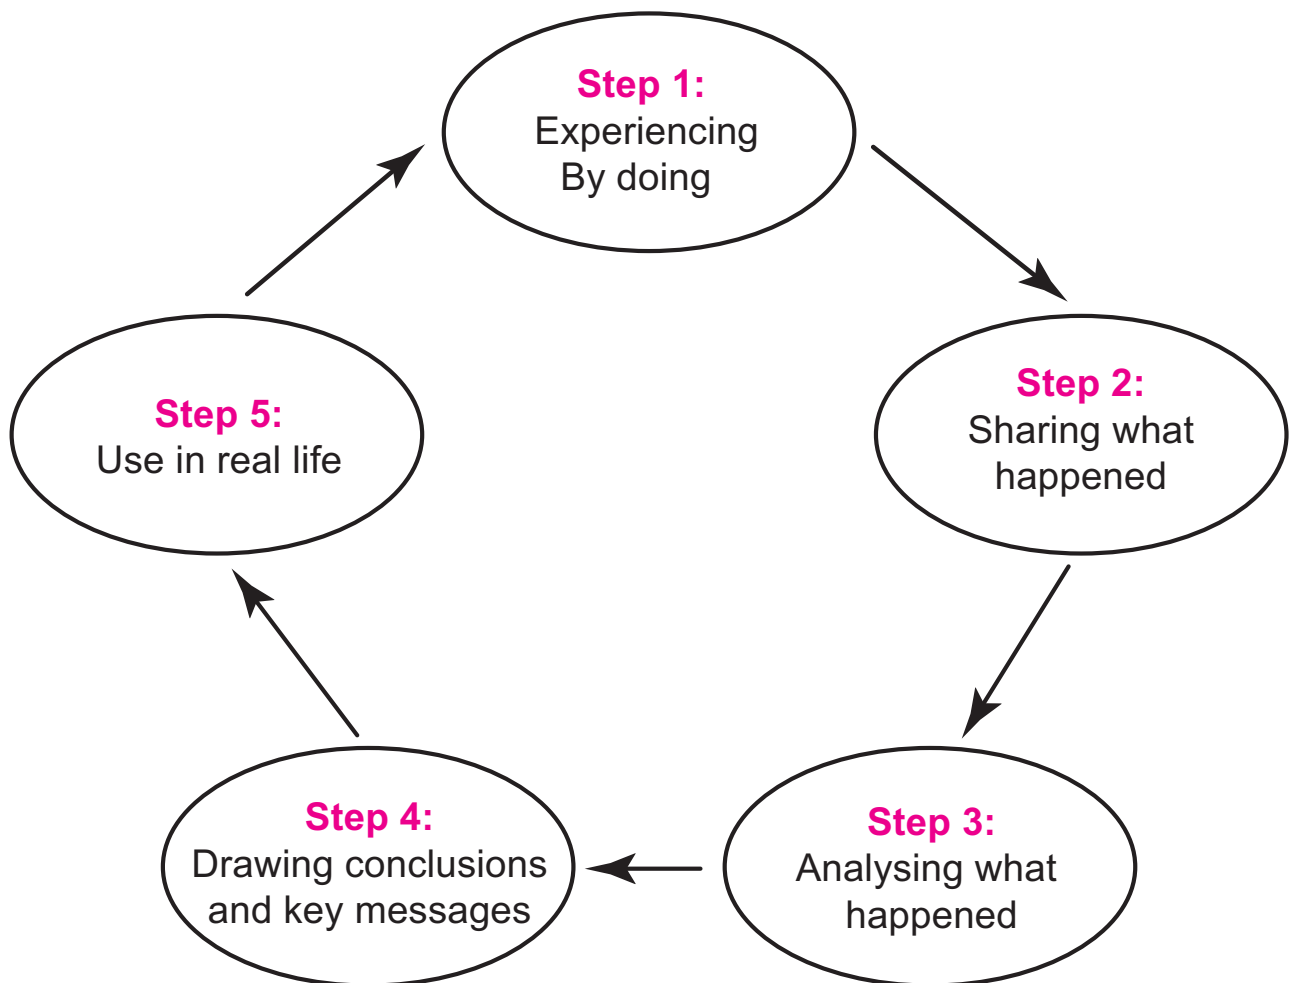 Step 1:
Experiencing
By doing
Step 2:
Sharing what
happened
Step 3:
Analysing what
happened
Step 4:
Drawing conclusions
and key messages
Step 5:
Use in real life